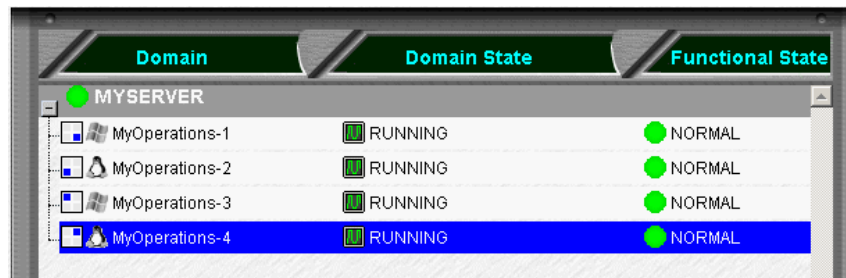 Domain Domain State Functional State
MYSERVER
MyOperations-1 RUNNING NORMAL
MyOperations-2 RUNNING NORMAL
MyOperations-3 RUNNING NORMAL
MyOperations-4 RUNNING NORMAL